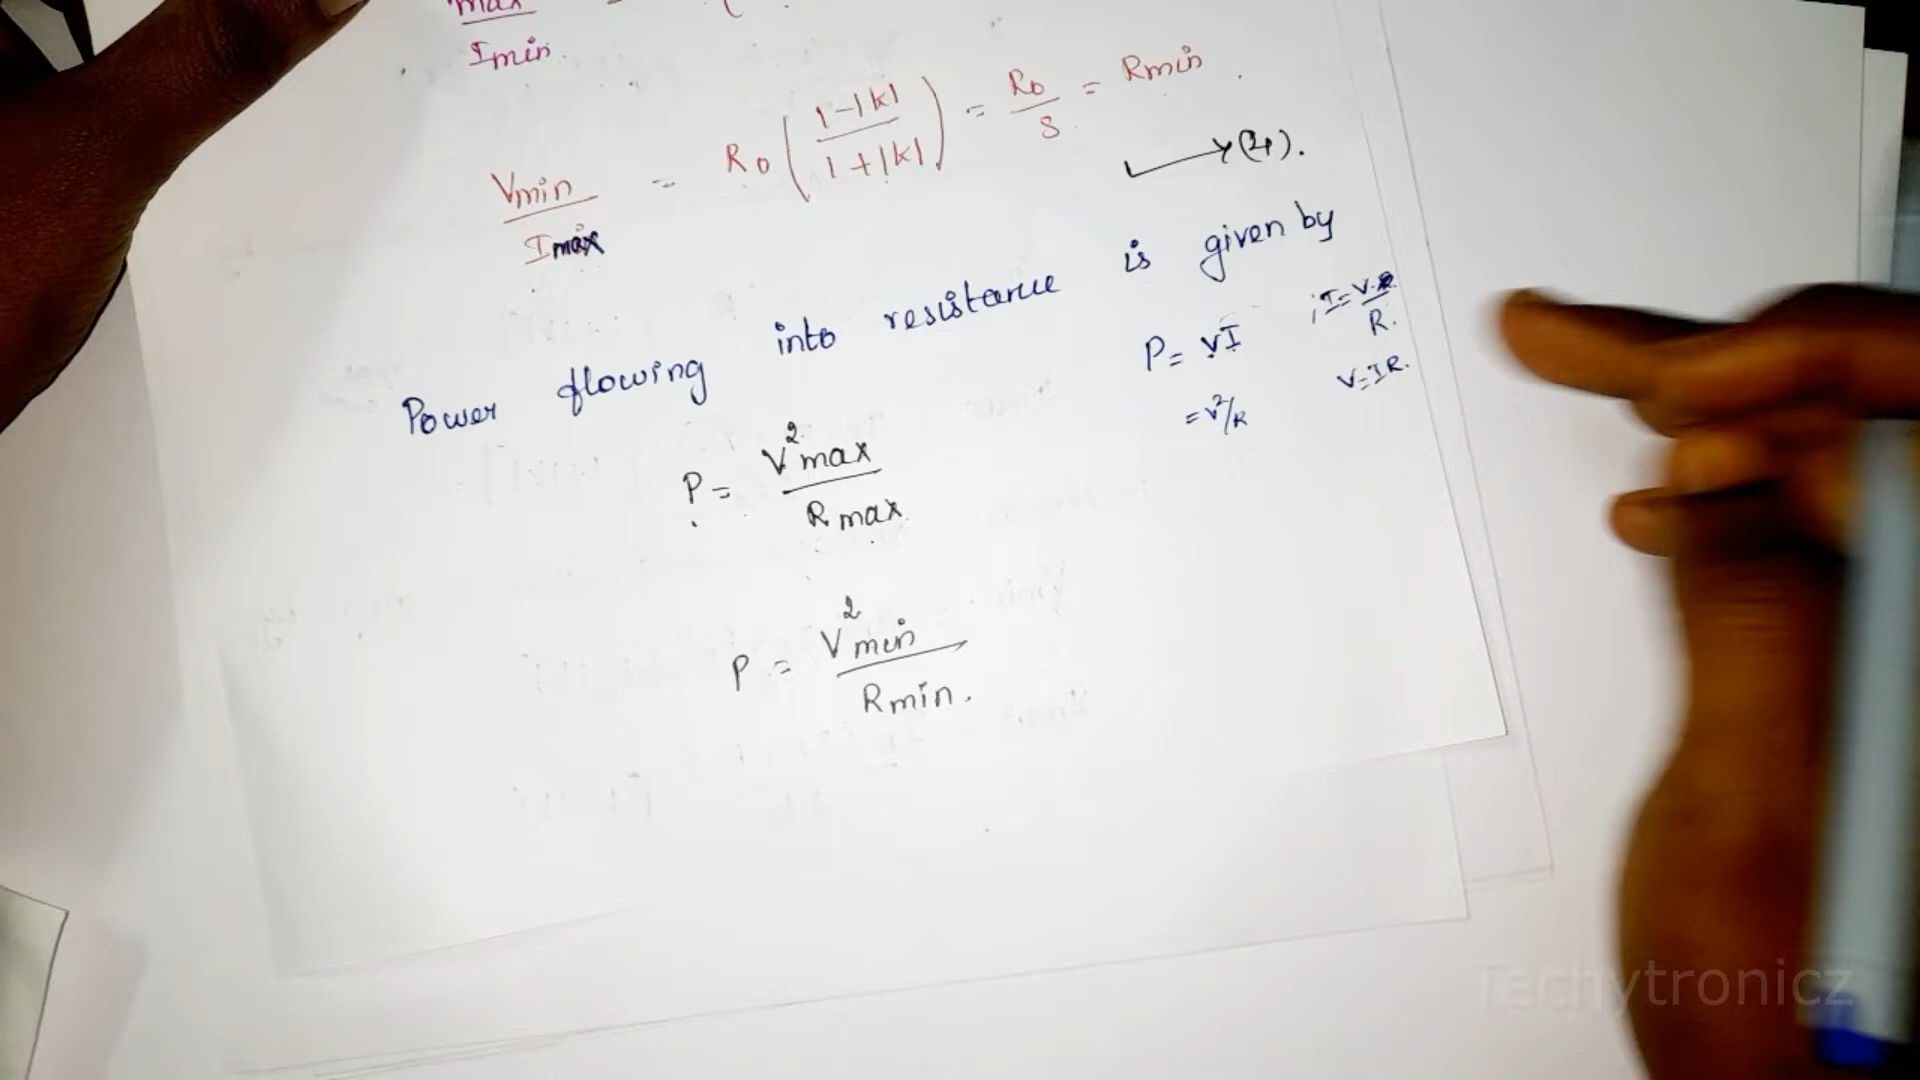 max
Imin.
Vmin / Imax = R0 ( 1-|k| / 1+|k| ) = R0 / S = Rmin.
(4).
Power flowing into resistance is given by
P = V²max / Rmax
P = VI ; I = V / R.
= V²/R V=IR.
P = V²min / Rmin.
Techytronicz